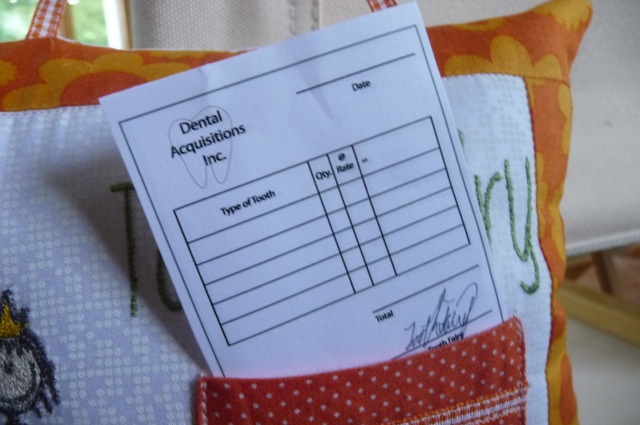 Date
Dental
Acquisitions
Inc.
Type of Tooth Qty. @ Rate =
Total
Tooth Fairy